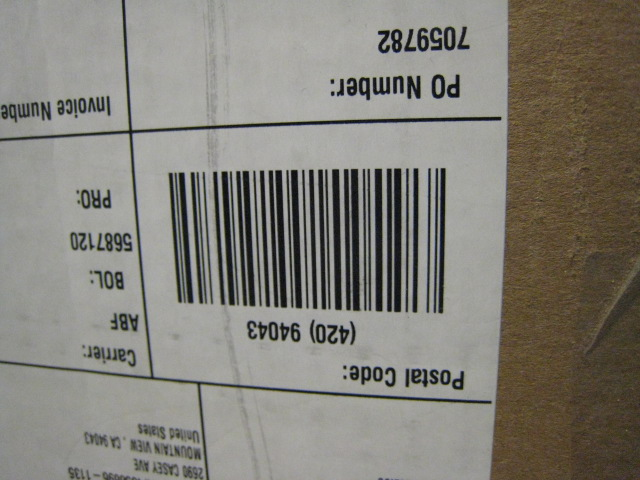 2690 CASEY AVE
MOUNTAIN VIEW, CA 94043
United States
Carrier:
ABF
BOL:
5687120
PRO:
Postal Code:
(420) 94043
Invoice Numbe
PO Number:
7059782